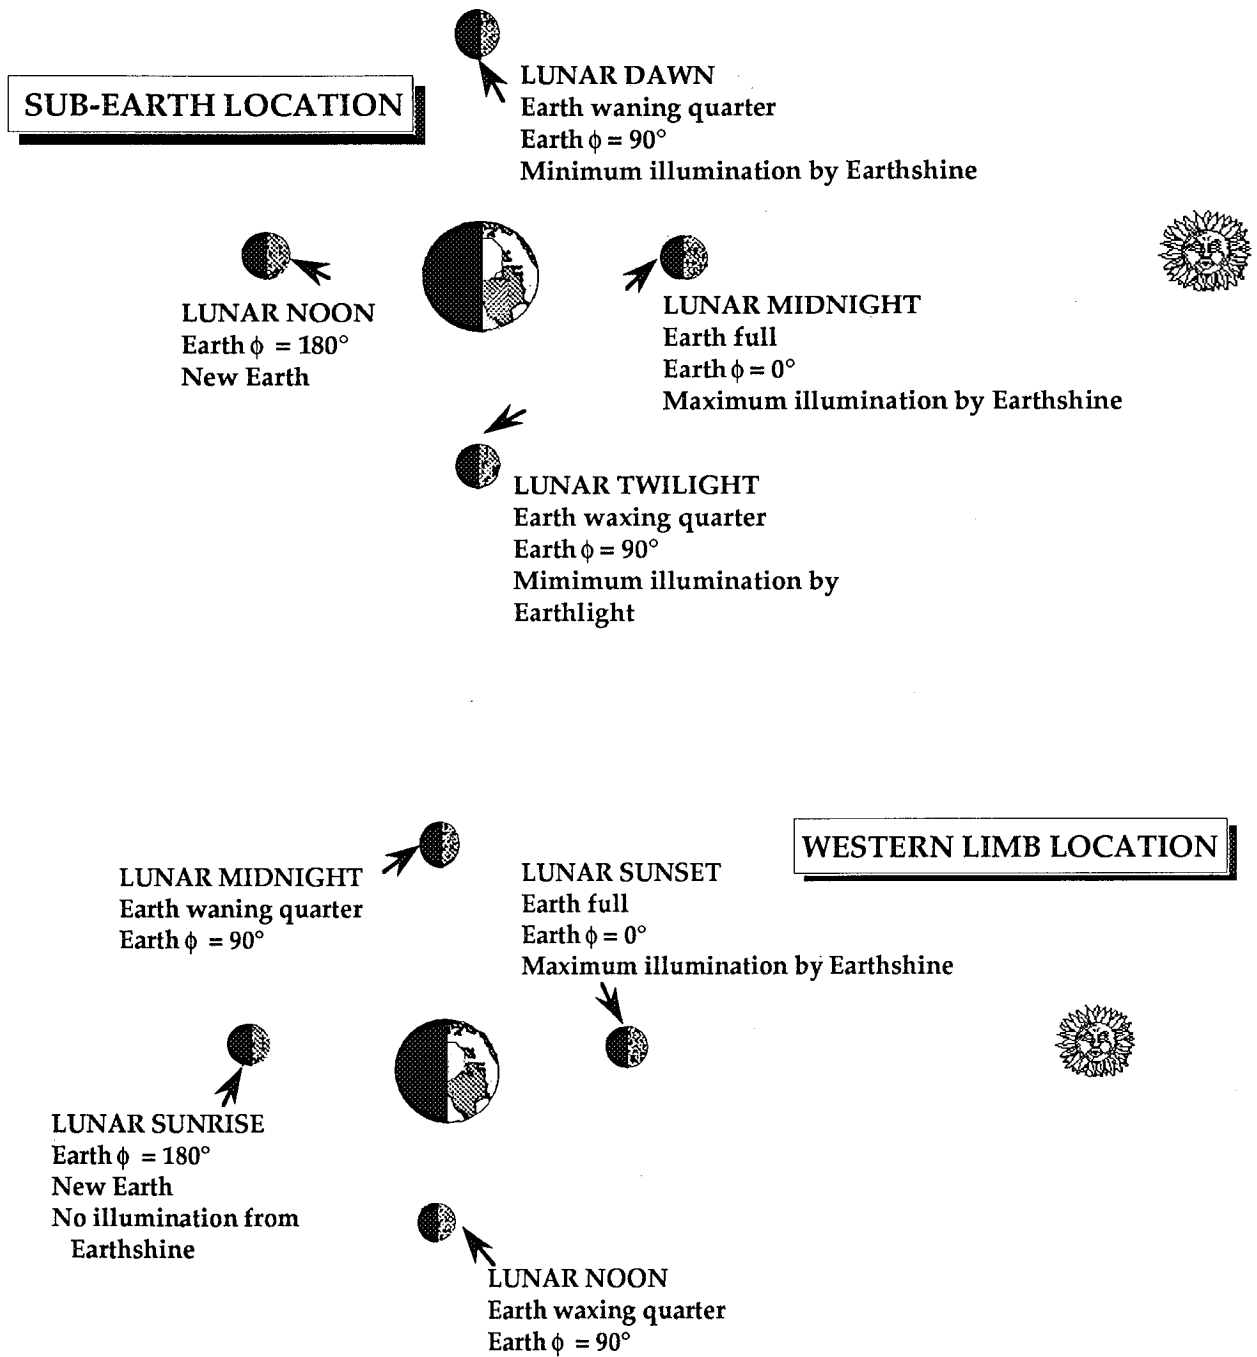 SUB-EARTH LOCATION
LUNAR DAWN
Earth waning quarter
Earth ϕ = 90°
Minimum illumination by Earthshine
LUNAR NOON
Earth ϕ = 180°
New Earth
LUNAR MIDNIGHT
Earth full
Earth ϕ = 0°
Maximum illumination by Earthshine
LUNAR TWILIGHT
Earth waxing quarter
Earth ϕ = 90°
Mimimum illumination by
Earthlight
WESTERN LIMB LOCATION
LUNAR MIDNIGHT
Earth waning quarter
Earth ϕ = 90°
LUNAR SUNSET
Earth full
Earth ϕ = 0°
Maximum illumination by Earthshine
LUNAR SUNRISE
Earth ϕ = 180°
New Earth
No illumination from
Earthshine
LUNAR NOON
Earth waxing quarter
Earth ϕ = 90°